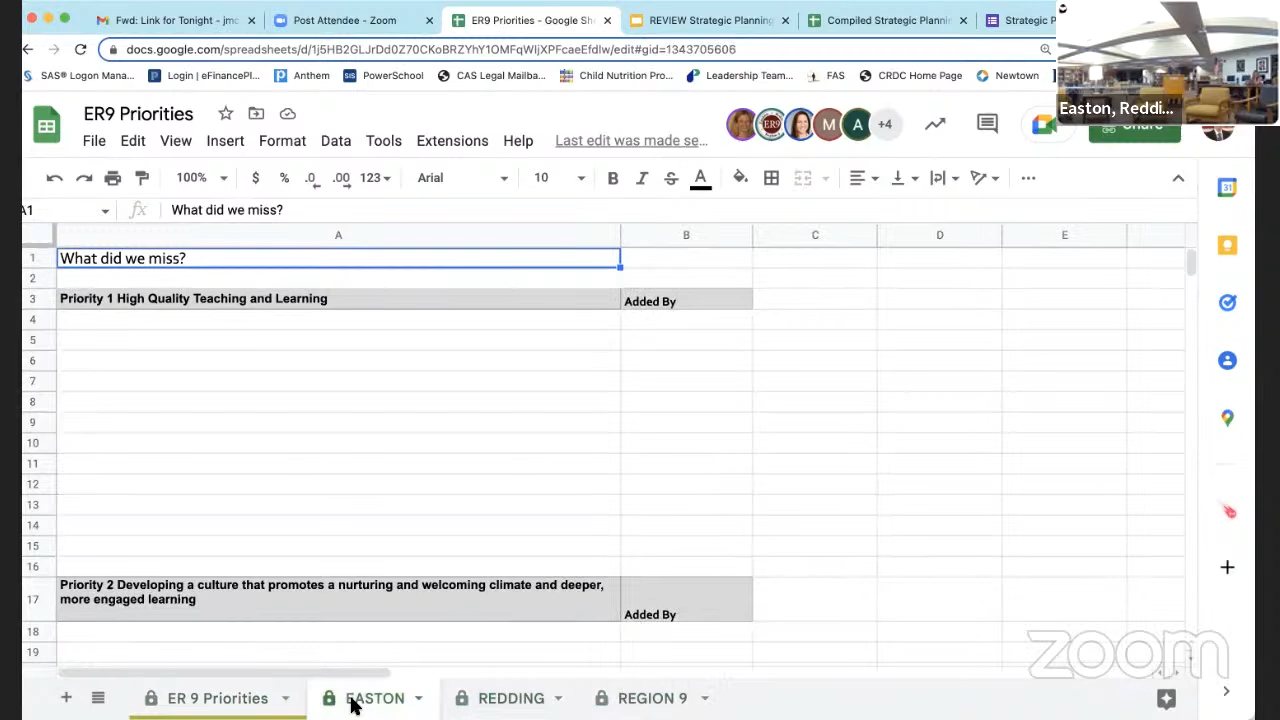 Fwd: Link for Tonight - jmc
Post Attendee - Zoom
ER9 Priorities - Google Sh
REVIEW Strategic Planning
Compiled Strategic Plannin
Strategic P
docs.google.com/spreadsheets/d/1j5HB2GLJrDd0Z70CKoBRZYhY1OMFqWIjXPFcaeEfdlw/edit#gid=1343705606
SAS® Logon Mana...
Login | eFinancePl...
Anthem
PowerSchool
CAS Legal Mailba...
Child Nutrition Pro...
Leadership Team...
FAS
CRDC Home Page
Newtown
Easton, Reddi...
ER9 Priorities
ER9
M
A
+4
Share
File Edit View Insert Format Data Tools Extensions Help Last edit was made se...
100% $ % .0 .00 123 Arial 10 B I S A
A1 fx What did we miss?
A B C D E
1 What did we miss?
2
3 Priority 1 High Quality Teaching and Learning Added By
4
5
6
7
8
9
10
11
12
13
14
15
16
17 Priority 2 Developing a culture that promotes a nurturing and welcoming climate and deeper,
more engaged learning
Added By
18
19
zoom
ER 9 Priorities EASTON REDDING REGION 9
31